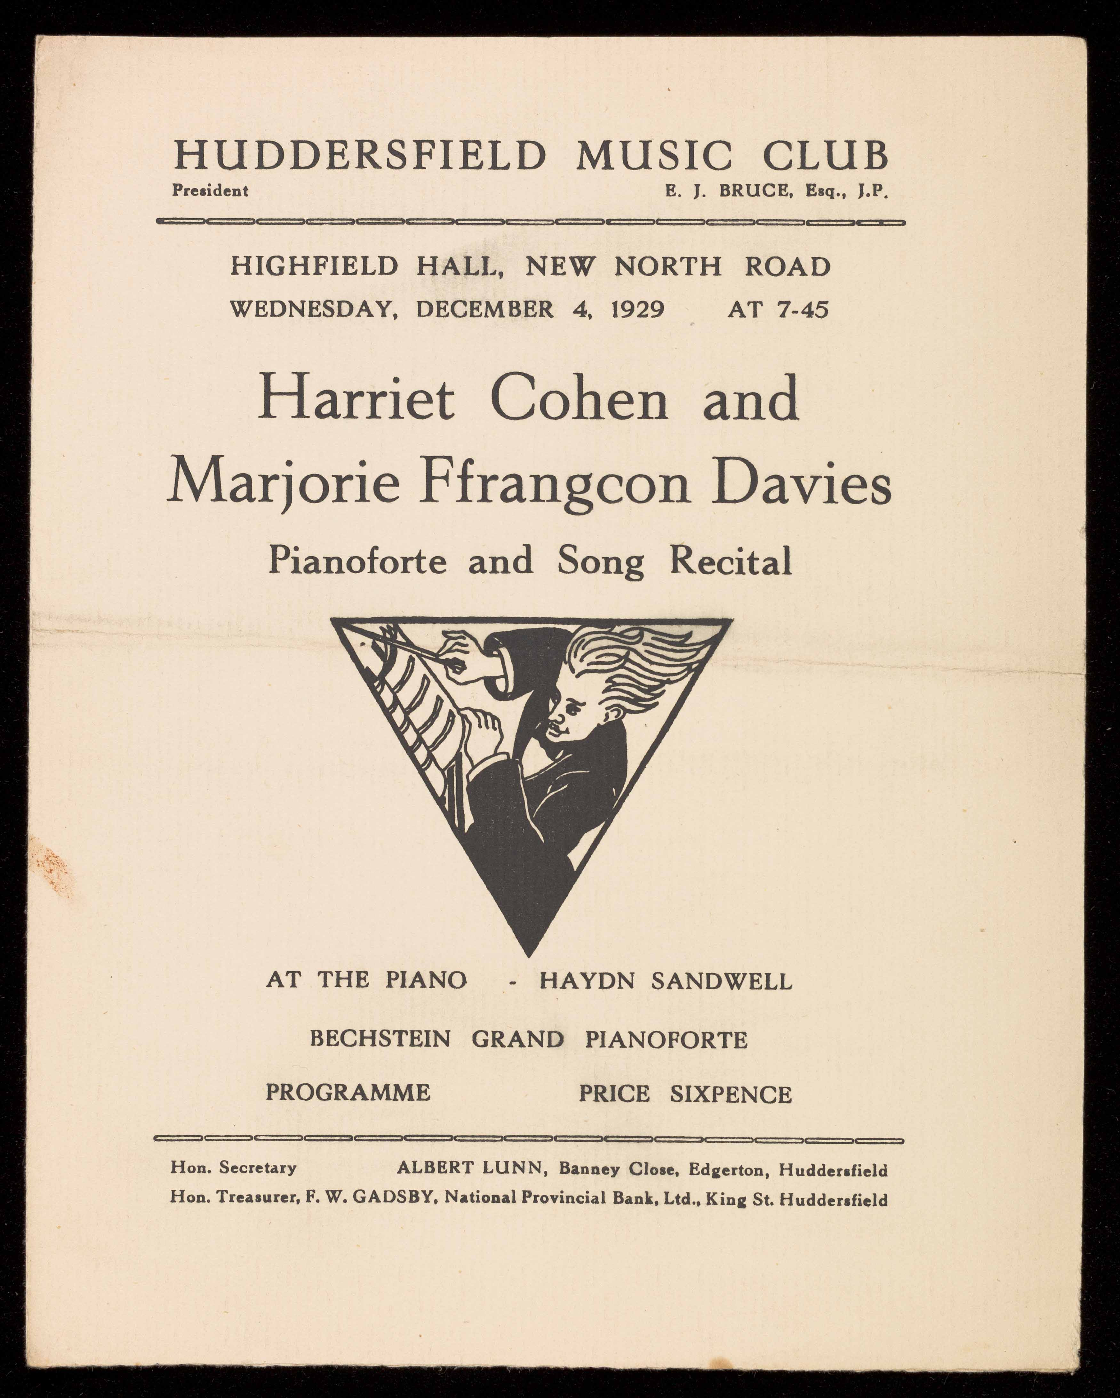 HUDDERSFIELD MUSIC CLUB
President E. J. BRUCE, Esq., J.P.
HIGHFIELD HALL, NEW NORTH ROAD
WEDNESDAY, DECEMBER 4, 1929 AT 7-45
Harriet Cohen and
Marjorie Ffrangcon Davies
Pianoforte and Song Recital
AT THE PIANO - HAYDN SANDWELL
BECHSTEIN GRAND PIANOFORTE
PROGRAMME PRICE SIXPENCE
Hon. Secretary ALBERT LUNN, Banney Close, Edgerton, Huddersfield
Hon. Treasurer, F. W. GADSBY, National Provincial Bank, Ltd., King St. Huddersfield